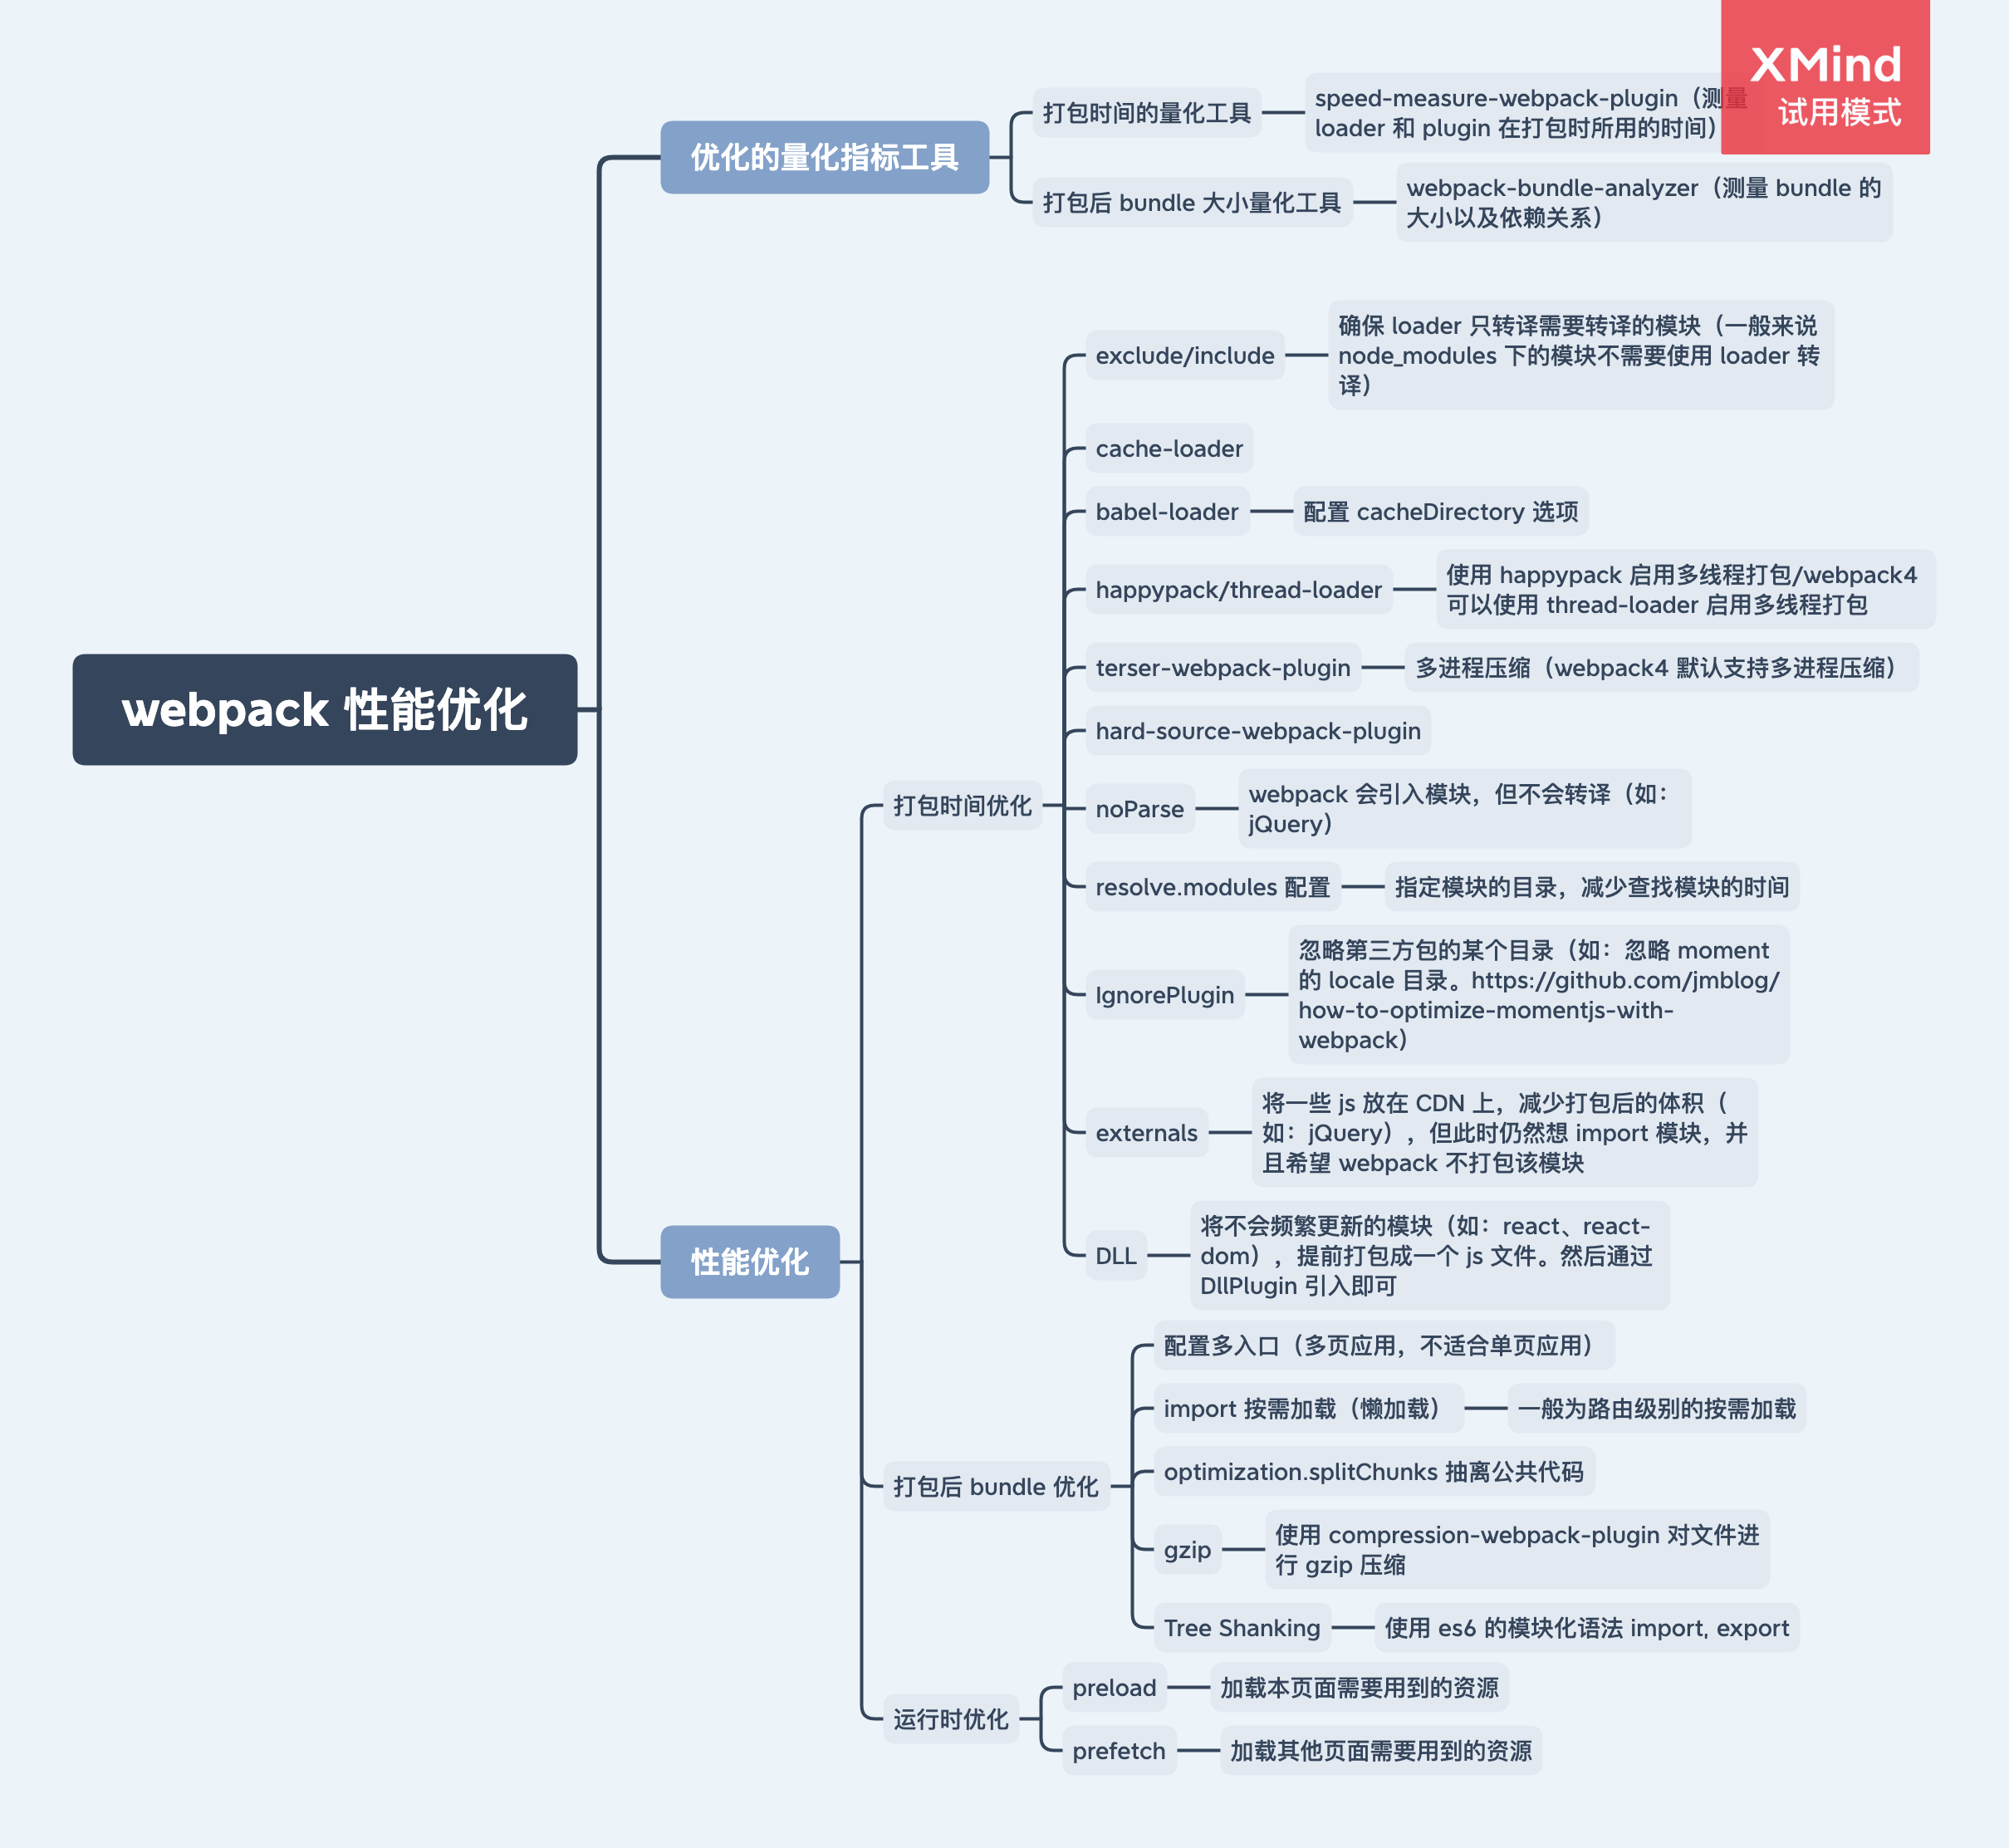 XMind
试用模式
webpack 性能优化
优化的量化指标工具
打包时间的量化工具
speed-measure-webpack-plugin（测量
loader 和 plugin 在打包时所用的时间）
打包后 bundle 大小量化工具
webpack-bundle-analyzer（测量 bundle 的
大小以及依赖关系）
性能优化
打包时间优化
exclude/include
确保 loader 只转译需要转译的模块（一般来说
node_modules 下的模块不需要使用 loader 转
译）
cache-loader
babel-loader
配置 cacheDirectory 选项
happypack/thread-loader
使用 happypack 启用多线程打包/webpack4
可以使用 thread-loader 启用多线程打包
terser-webpack-plugin
多进程压缩（webpack4 默认支持多进程压缩）
hard-source-webpack-plugin
noParse
webpack 会引入模块，但不会转译（如：
jQuery）
resolve.modules 配置
指定模块的目录，减少查找模块的时间
IgnorePlugin
忽略第三方包的某个目录（如：忽略 moment
的 locale 目录。https://github.com/jmblog/
how-to-optimize-momentjs-with-
webpack）
externals
将一些 js 放在 CDN 上，减少打包后的体积（
如：jQuery），但此时仍然想 import 模块，并
且希望 webpack 不打包该模块
DLL
将不会频繁更新的模块（如：react、react-
dom），提前打包成一个 js 文件。然后通过
DllPlugin 引入即可
打包后 bundle 优化
配置多入口（多页应用，不适合单页应用）
import 按需加载（懒加载）
一般为路由级别的按需加载
optimization.splitChunks 抽离公共代码
gzip
使用 compression-webpack-plugin 对文件进
行 gzip 压缩
Tree Shanking
使用 es6 的模块化语法 import, export
运行时优化
preload
加载本页面需要用到的资源
prefetch
加载其他页面需要用到的资源